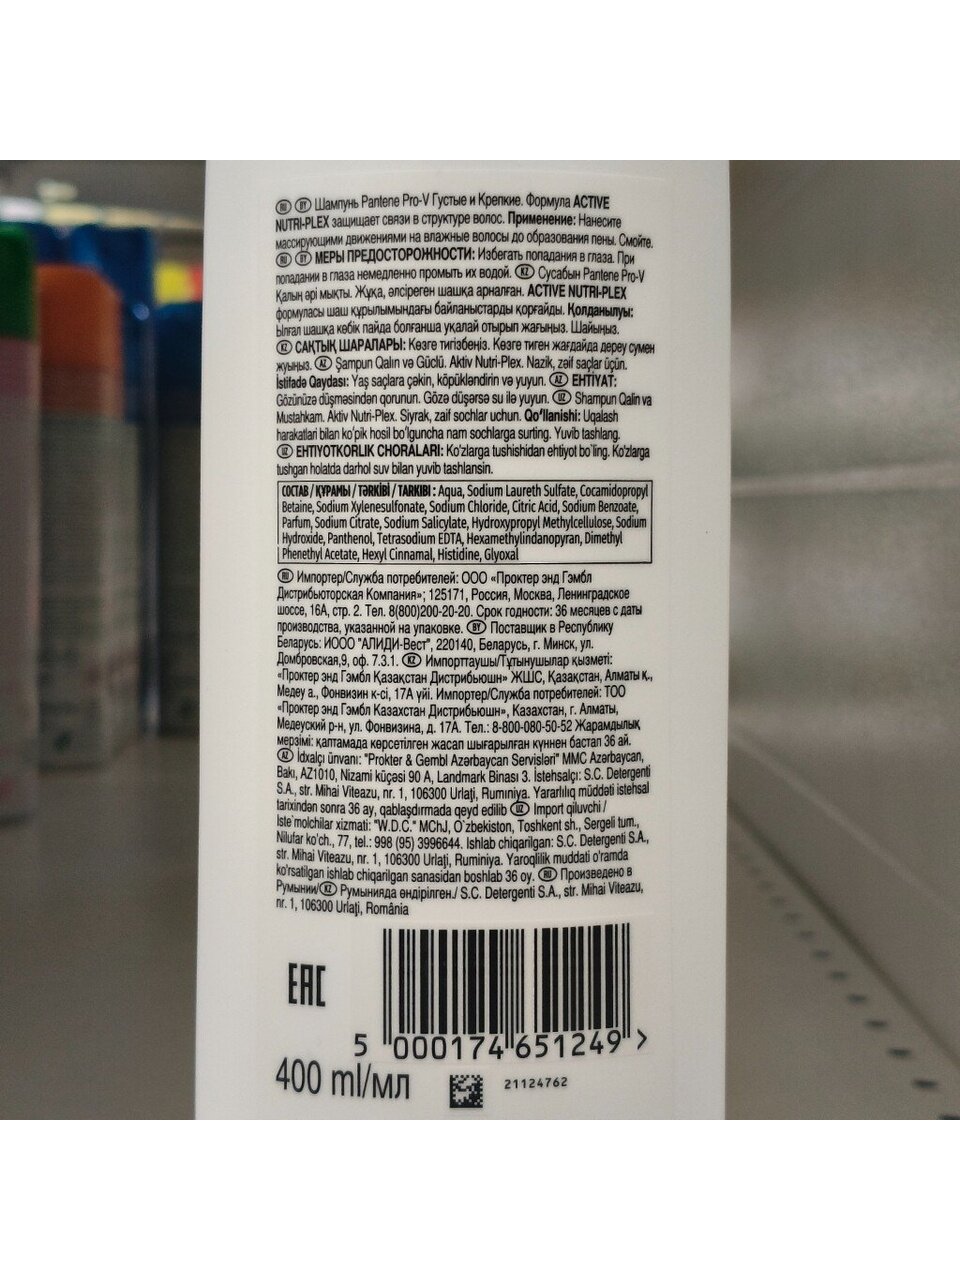 RU BY Шампунь Pantene Pro-V Густые и Крепкие. Формула ACTIVE
NUTRI-PLEX защищает связи в структуре волос. Применение: Нанесите
массирующими движениями на влажные волосы до образования пены. Смойте.
RU BY МЕРЫ ПРЕДОСТОРОЖНОСТИ: Избегать попадания в глаза. При
попадании в глаза немедленно промыть их водой. KZ Сусабын Pantene Pro-V
Қалың әрі мықты. Жұқа, әлсіреген шашқа арналған. ACTIVE NUTRI-PLEX
формуласы шаш құрылымындағы байланыстарды қорғайды. Қолданылуы:
Ылғал шашқа көбік пайда болғанша уқалай отырып жағыңыз. Шайыңыз.
KZ САҚТЫҚ ШАРАЛАРЫ: Көзге тигізбеңіз. Көзге тиген жағдайда дереу сумен
жуыңыз. AZ Şampun Qalın və Güclü. Aktiv Nutri-Plex. Nazik, zəif saçlar üçün.
İstifadə Qaydası: Yaş saçlara çəkin, köpükləndirin və yuyun. AZ EHTİYAT:
Gözünüzə düşməsindən qorunun. Gözə düşərsə su ilə yuyun. UZ Shampun Qalin va
Mustahkam. Aktiv Nutri-Plex. Siyrak, zaif sochlar uchun. Qo‘llanishi: Uqalash
harakatlari bilan ko‘pik hosil bo‘lguncha nam sochlarga surting. Yuvib tashlang.
UZ EHTIYOTKORLIK CHORALARI: Ko‘zlarga tushishidan ehtiyot bo`ling. Ko‘zlarga
tushgan holatda darhol suv bilan yuvib tashlansin.
СОСТАВ / ҚҰРАМЫ / TƏRKİBİ / TARKIBI : Aqua, Sodium Laureth Sulfate, Cocamidopropyl
Betaine, Sodium Xylenesulfonate, Sodium Chloride, Citric Acid, Sodium Benzoate,
Parfum, Sodium Citrate, Sodium Salicylate, Hydroxypropyl Methylcellulose, Sodium
Hydroxide, Panthenol, Tetrasodium EDTA, Hexamethylindanopyran, Dimethyl
Phenethyl Acetate, Hexyl Cinnamal, Histidine, Glyoxal
RU Импортер/Служба потребителей: ООО «Проктер энд Гэмбл
Дистрибьюторская Компания»; 125171, Россия, Москва, Ленинградское
шоссе, 16А, стр. 2. Тел. 8(800)200-20-20. Срок годности: 36 месяцев с даты
производства, указанной на упаковке. BY Поставщик в Республику
Беларусь: ИООО "АЛИДИ-Вест", 220140, Беларусь, г. Минск, ул.
Домбровская,9, оф. 7.3.1. KZ Импорттаушы/Тұтынушылар қызметі:
«Проктер энд Гэмбл Қазақстан Дистрибьюшн» ЖШС, Қазақстан, Алматы қ.,
Медеу а., Фонвизин к-сі, 17А үйі. Импортер/Служба потребителей: ТОО
«Проктер энд Гэмбл Казахстан Дистрибьюшн», Казахстан, г. Алматы,
Медеуский р-н, ул. Фонвизина, д. 17А. Тел.: 8-800-080-50-52 Жарамдылық
мерзімі: қаптамада көрсетілген жасап шығарылған күннен бастап 36 ай.
AZ İdxalçı ünvanı: "Prokter & Gembl Azərbaycan Servisləri" MMC Azərbaycan,
Bakı, AZ1010, Nizami küçəsi 90 A, Landmark Binası 3. İstehsalçı: S.C. Detergenti
S.A., str. Mihai Viteazu, nr. 1, 106300 Urlaţi, Rumıniya. Yararlılıq müddəti istehsal
tarixindən sonra 36 ay, qablaşdırmada qeyd edilib UZ Import qiluvchi /
Iste`molchilar xizmati: "W.D.C." MChJ, O`zbekiston, Toshkent sh., Sergeli tum.,
Nilufar ko‘ch., 77, tel.: 998 (95) 3996644. Ishlab chiqarilgan: S.C. Detergenti S.A.,
str. Mihai Viteazu, nr. 1, 106300 Urlaţi, Ruminiya. Yaroqlilik muddati o‘ramda
ko‘rsatilgan ishlab chiqarilgan sanasidan boshlab 36 oy. RU Произведено в
Румынии/KZ Румынияда өндірілген./ S.C. Detergenti S.A., str. Mihai Viteazu,
nr. 1, 106300 Urlaţi, România
EAC
5 000174 651249 >
400 ml/мл
21124762